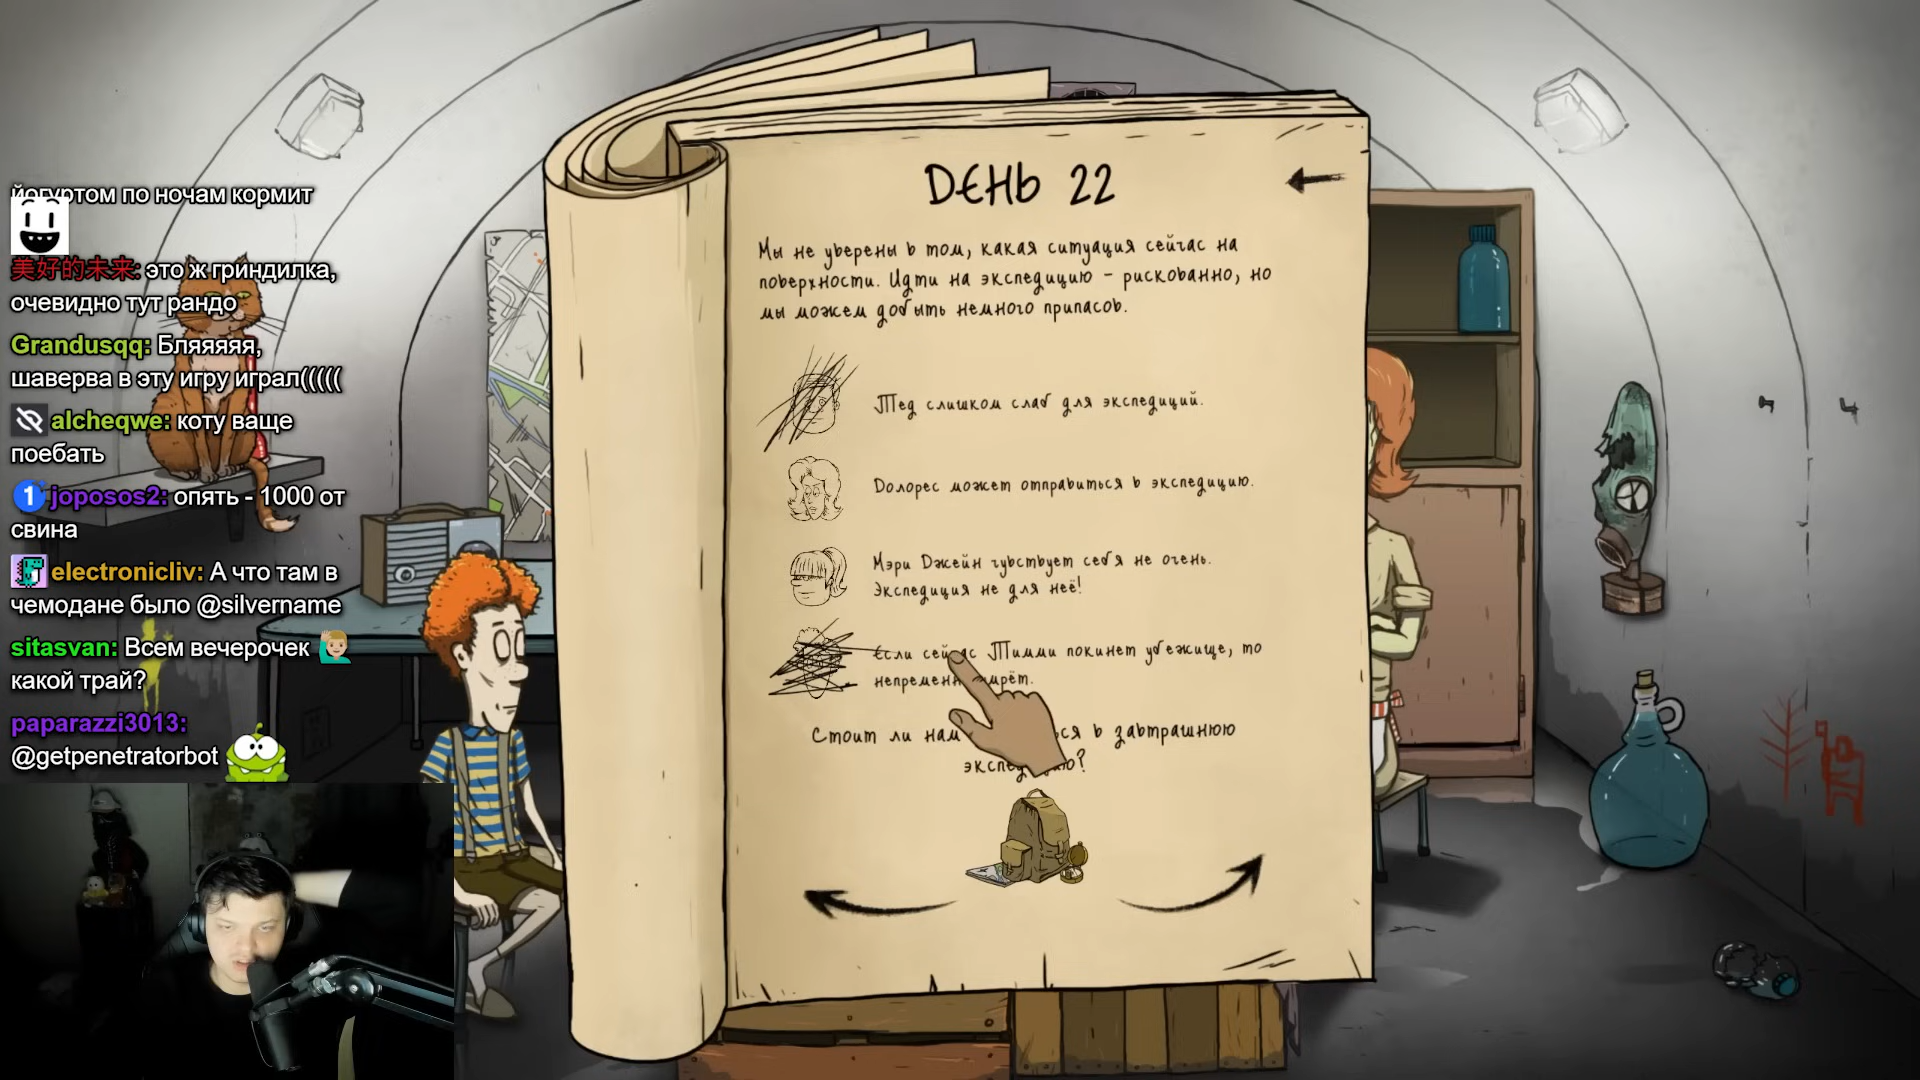 йогуртом по ночам кормит
美好的未来: это ж гриндилка,
очевидно тут рандо
Grandusqq: Бляяяяя,
шаверва в эту игру играл(((((
alcheqwe: коту ваще
поебать
joposos2: опять - 1000 от
свина
electronicliv: А что там в
чемодане было @silvername
sitasvan: Всем вечерочек
какой трай?
paparazzi3013:
@getpenetratorbot
ДЕНЬ 22
Мы не уверены в том, какая ситуация сейчас на
поверхности. Идти на экспедицию - рискованно, но
мы можем добыть немного припасов.
Тед слишком слаб для экспедиций.
Долорес может отправиться в экспедицию.
Мэри Джейн чувствует себя не очень.
Экспедиция не для неё!
Если сейчас Тимми покинет убежище, то
непременно умрёт.
Стоит ли нам в завтрашнюю
экспедицию?